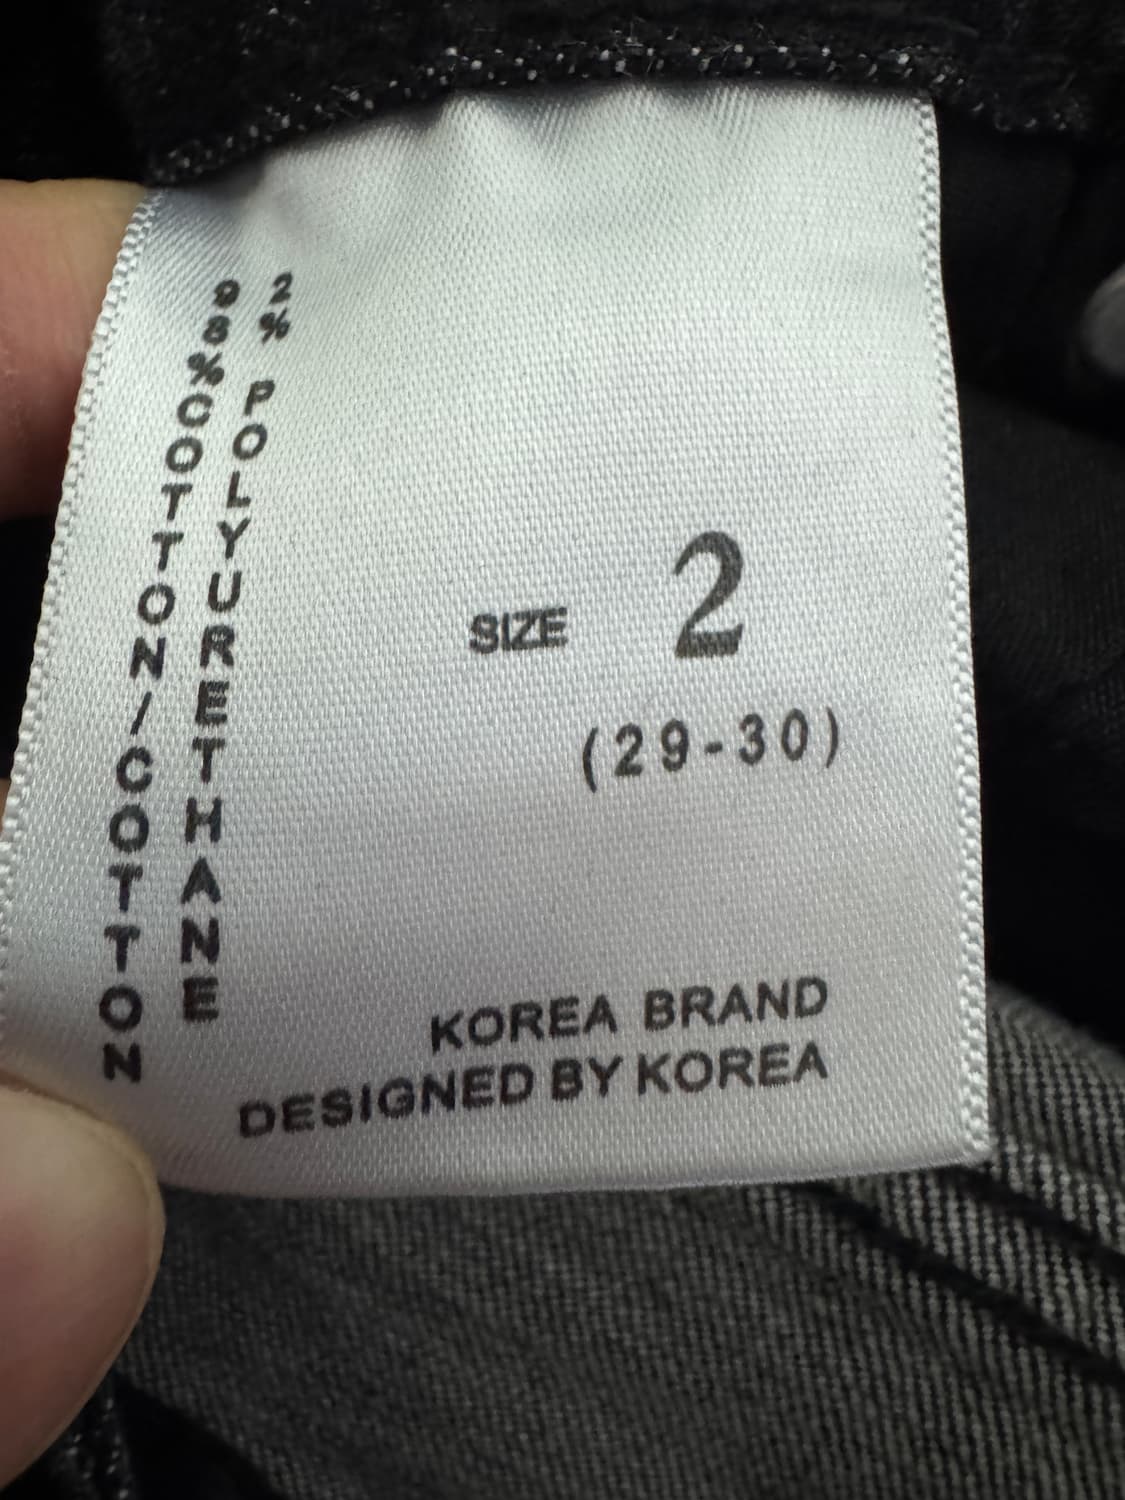 98%COTTON/COTTON
2% POLYURETHANE
SIZE 2
(29-30)
KOREA BRAND
DESIGNED BY KOREA